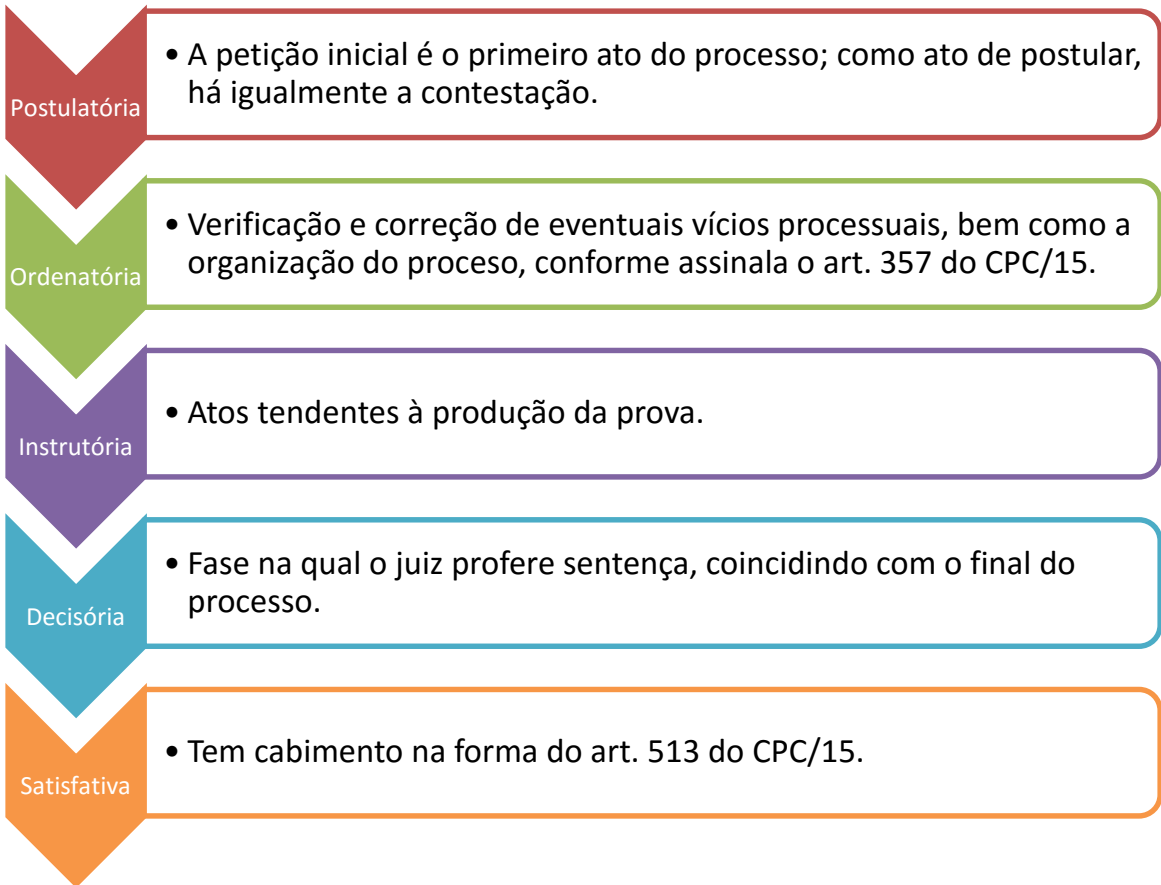 Postulatória
• A petição inicial é o primeiro ato do processo; como ato de postular,
há igualmente a contestação.
Ordenatória
• Verificação e correção de eventuais vícios processuais, bem como a
organização do proceso, conforme assinala o art. 357 do CPC/15.
Instrutória
• Atos tendentes à produção da prova.
Decisória
• Fase na qual o juiz profere sentença, coincidindo com o final do
processo.
Satisfativa
• Tem cabimento na forma do art. 513 do CPC/15.